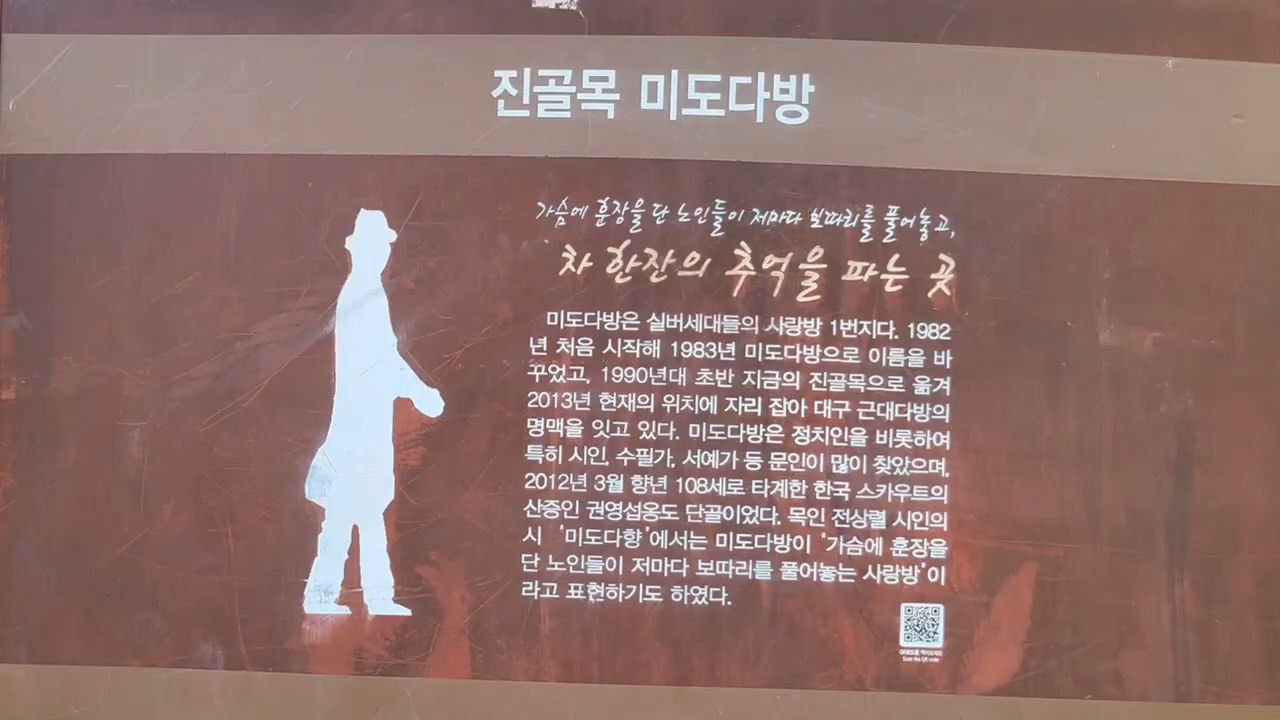 진골목 미도다방
가슴에 훈장을 단 노인들이 저마다 보따리를 풀어놓고,
차 한잔의 추억을 파는 곳
미도다방은 실버세대들의 사랑방 1번지다. 1982
년 처음 시작해 1983년 미도다방으로 이름을 바
꾸었고, 1990년대 초반 지금의 진골목으로 옮겨
2013년 현재의 위치에 자리 잡아 대구 근대다방의
명맥을 잇고 있다. 미도다방은 정치인을 비롯하여
특히 시인, 수필가, 서예가 등 문인이 많이 찾았으며,
2012년 3월 향년 108세로 타계한 한국 스카우트의
산증인 권영섭옹도 단골이었다. 목인 전상렬 시인의
시 '미도다향'에서는 미도다방이 '가슴에 훈장을
단 노인들이 저마다 보따리를 풀어놓는 사랑방'이
라고 표현하기도 하였다.
Scan the QR code